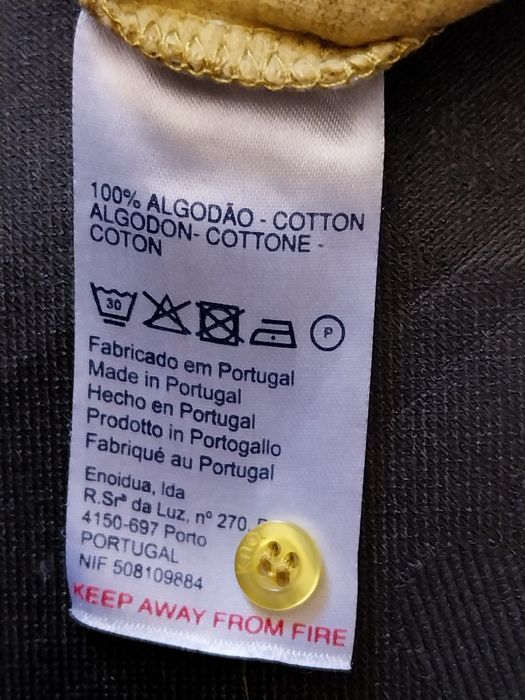 100% ALGODÃO - COTTON
ALGODON- COTTONE -
COTON
30
P
Fabricado em Portugal
Made in Portugal
Hecho en Portugal
Prodotto in Portogallo
Fabriqué au Portugal
Enoidua, lda
R.Srª da Luz, nº 270,
4150-697 Porto
PORTUGAL
NIF 508109884
KEEP AWAY FROM FIRE